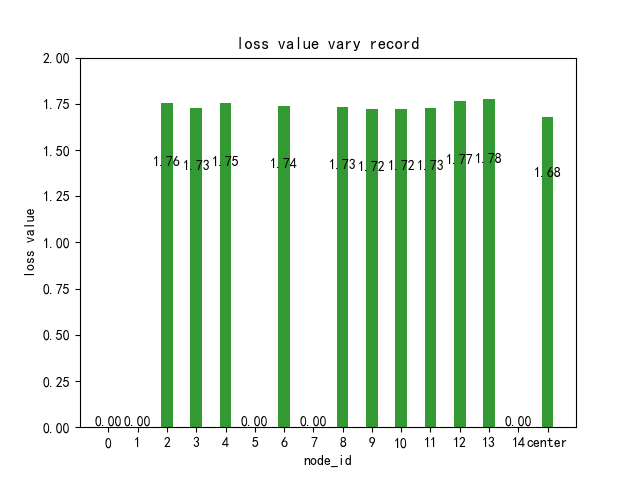 loss value vary record
loss value
2.00
1.75
1.50
1.25
1.00
0.75
0.50
0.25
0.00
0.00 0.00 1.76 1.73 1.75 0.00 1.74 0.00 1.73 1.72 1.72 1.73 1.77 1.78 0.00 1.68
0 1 2 3 4 5 6 7 8 9 10 11 12 13 14 center
node_id